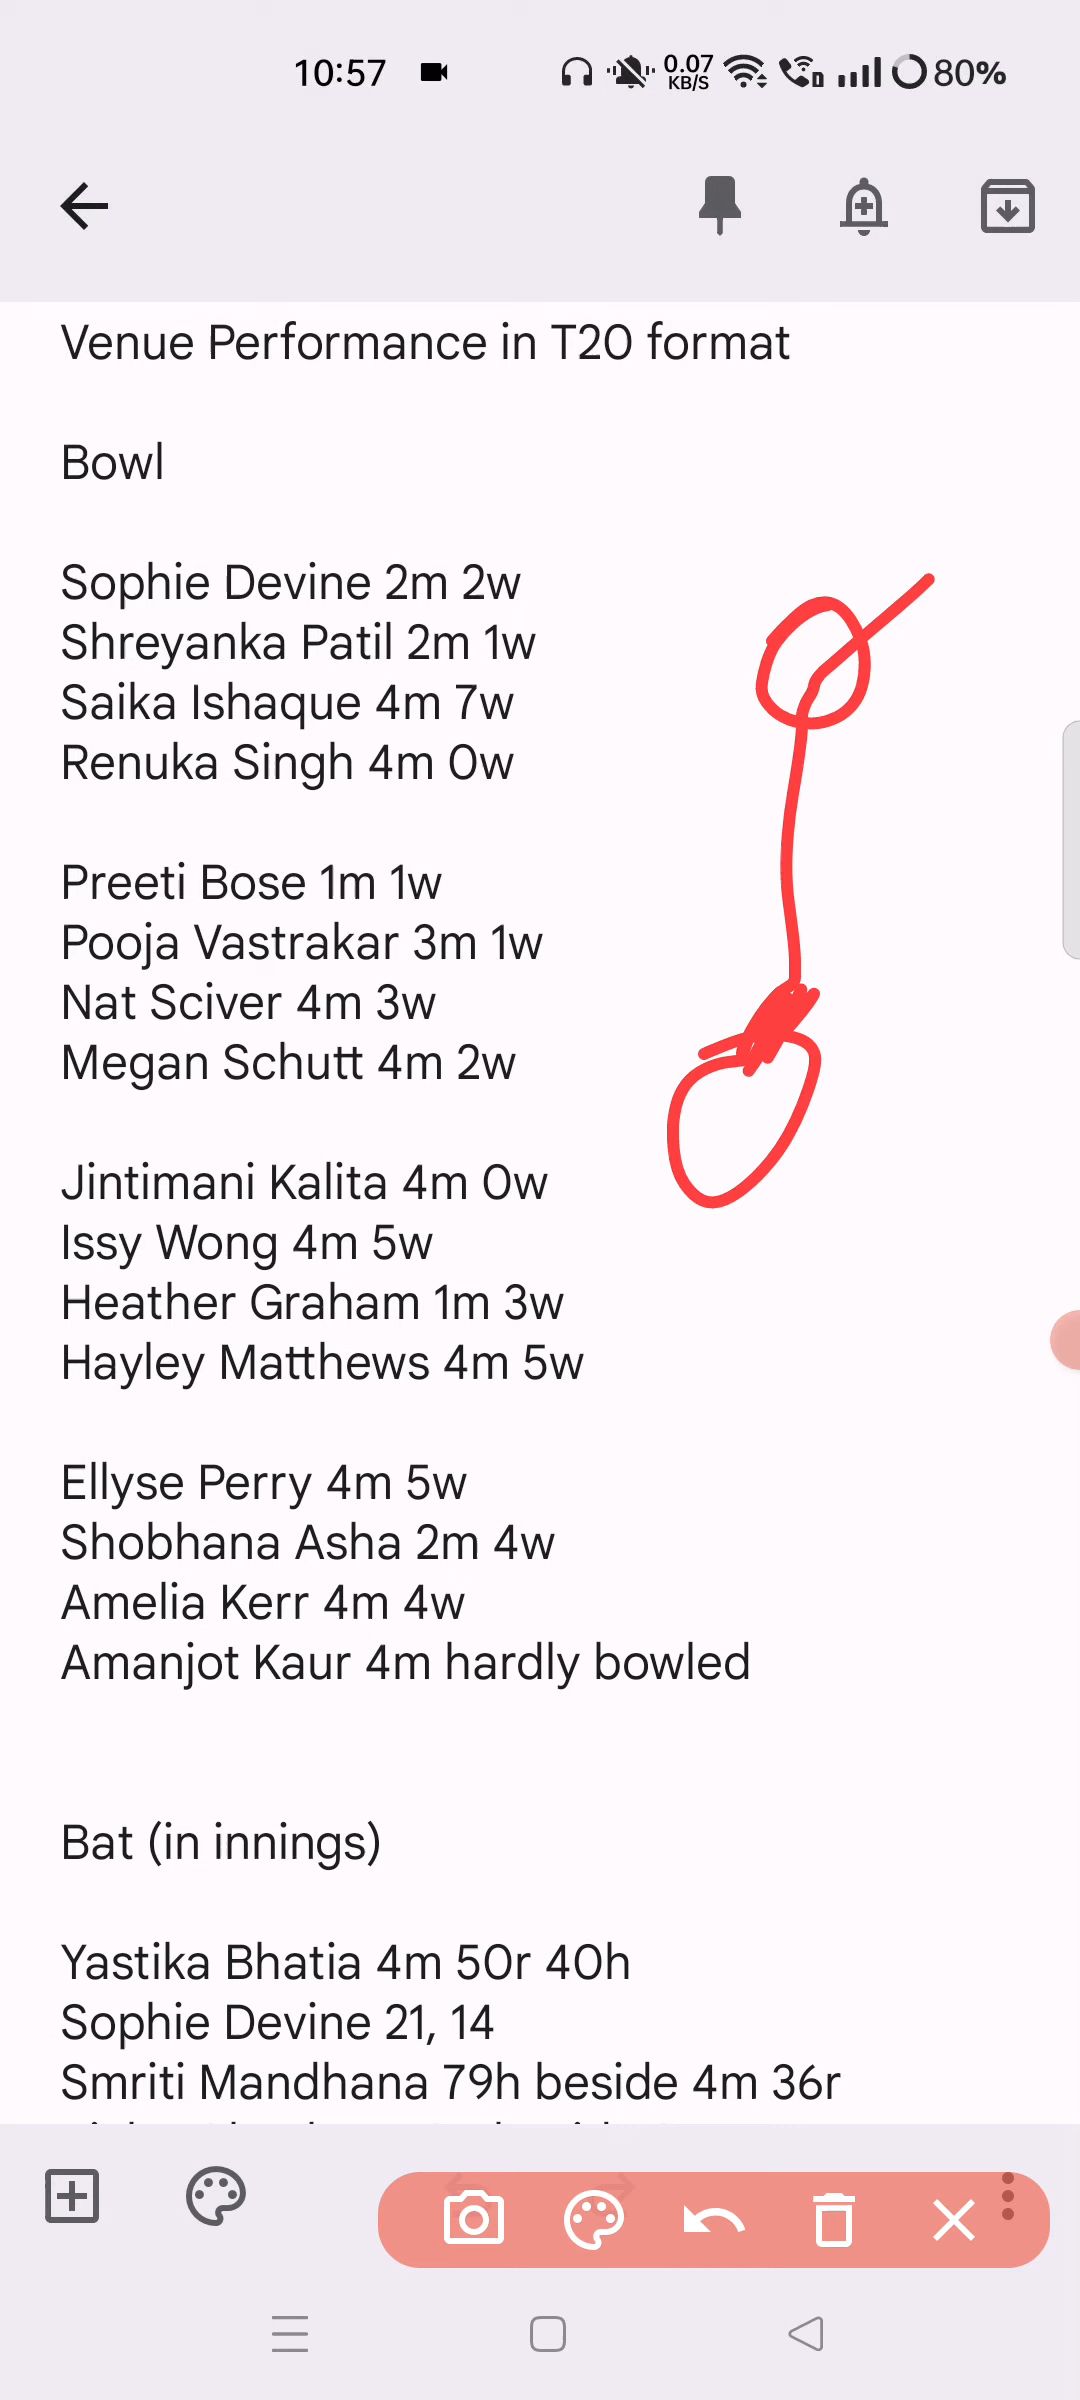 10:57
0.07
KB/S
80%
Venue Performance in T20 format
Bowl
Sophie Devine 2m 2w
Shreyanka Patil 2m 1w
Saika Ishaque 4m 7w
Renuka Singh 4m 0w
Preeti Bose 1m 1w
Pooja Vastrakar 3m 1w
Nat Sciver 4m 3w
Megan Schutt 4m 2w
Jintimani Kalita 4m 0w
Issy Wong 4m 5w
Heather Graham 1m 3w
Hayley Matthews 4m 5w
Ellyse Perry 4m 5w
Shobhana Asha 2m 4w
Amelia Kerr 4m 4w
Amanjot Kaur 4m hardly bowled
Bat (in innings)
Yastika Bhatia 4m 50r 40h
Sophie Devine 21, 14
Smriti Mandhana 79h beside 4m 36r